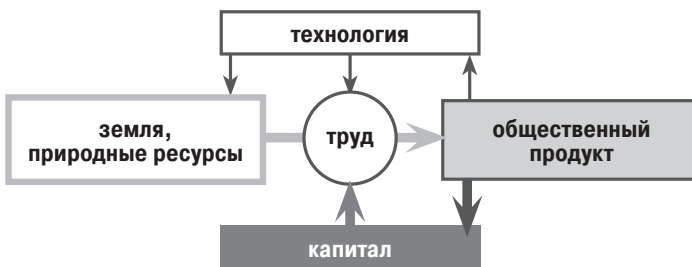 технология
земля,
природные ресурсы
труд
общественный
продукт
капитал